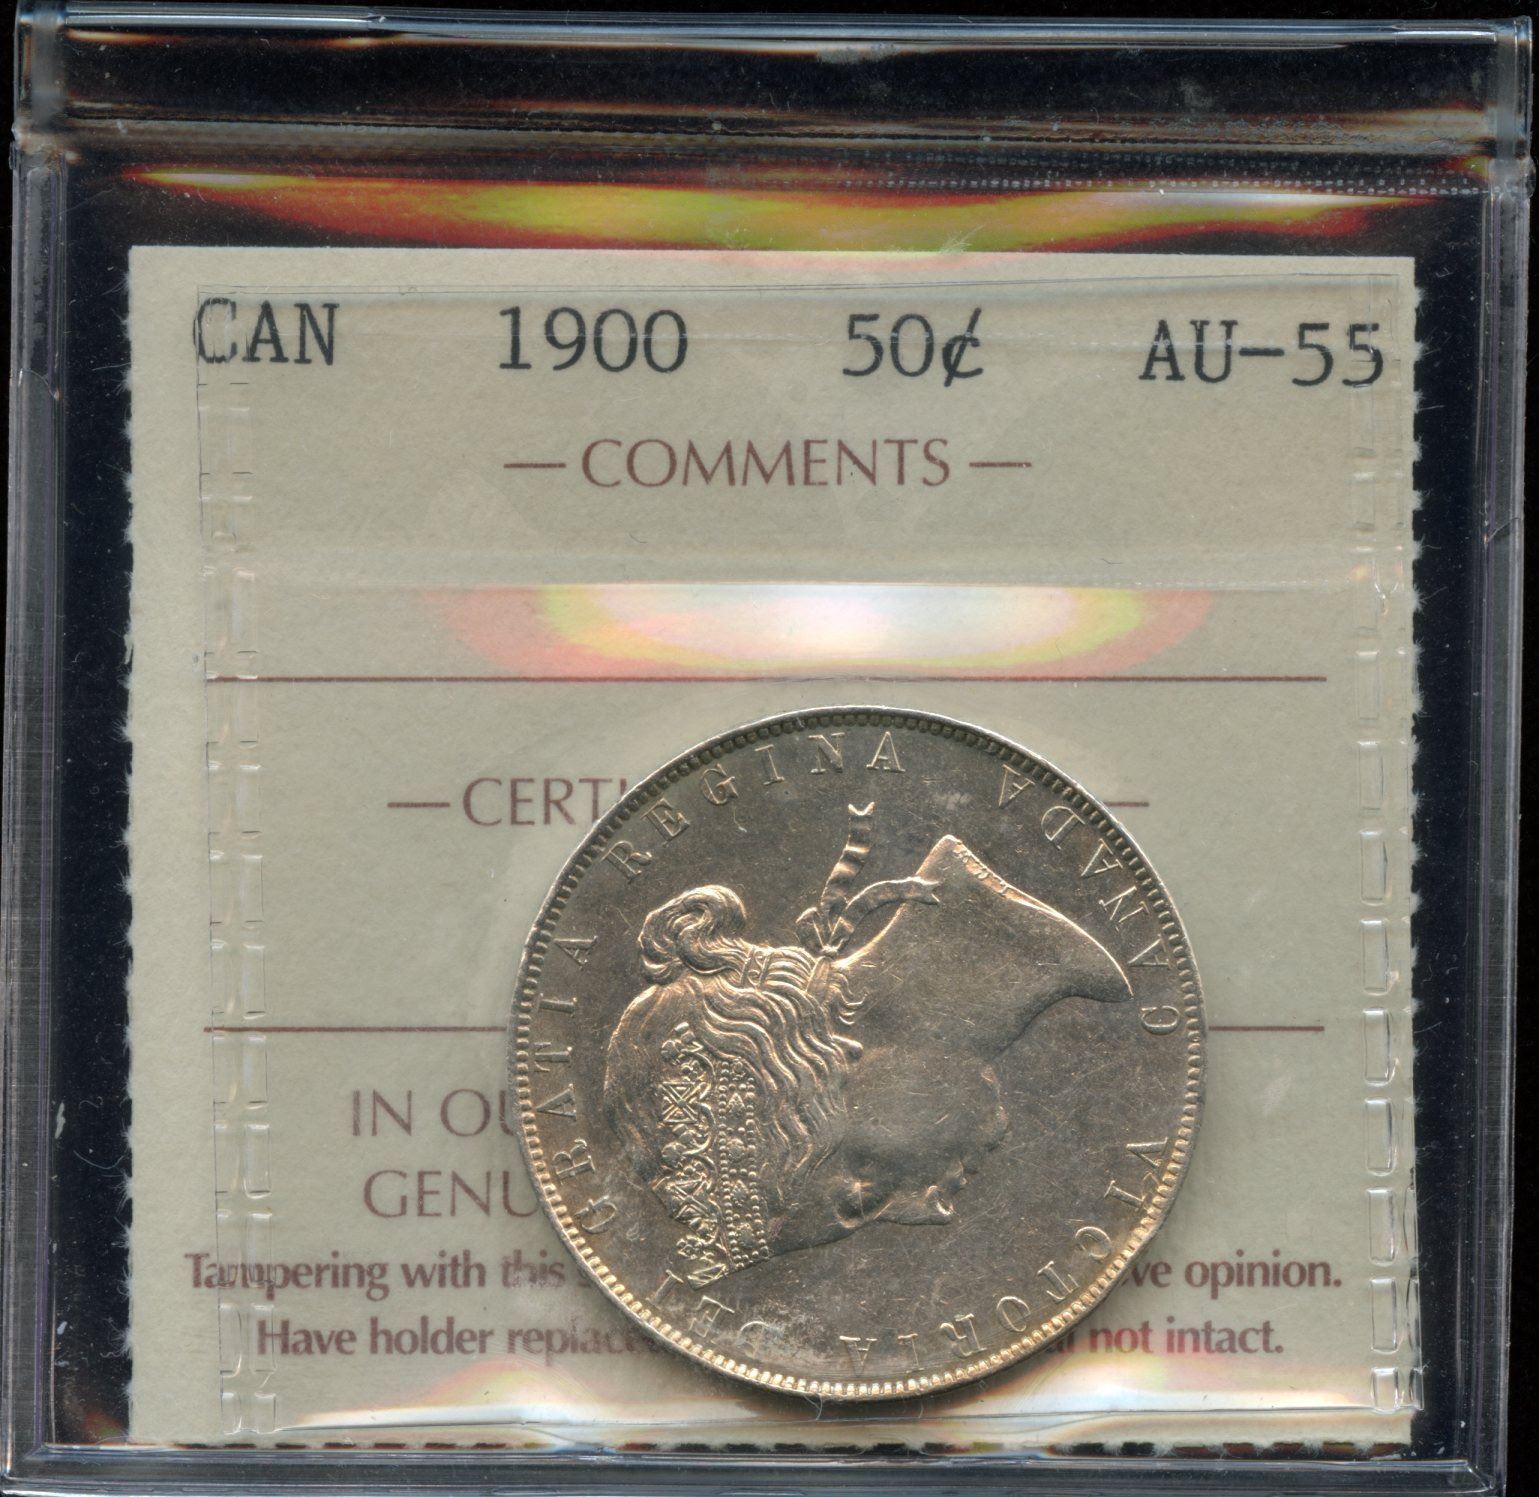 CAN 1900 50¢ AU-55
— COMMENTS —
— CERTI —
IN OU
GENU
Tampering with this ve opinion.
Have holder replace not intact.
VICTORIA DEI GRATIA REGINA CANADA